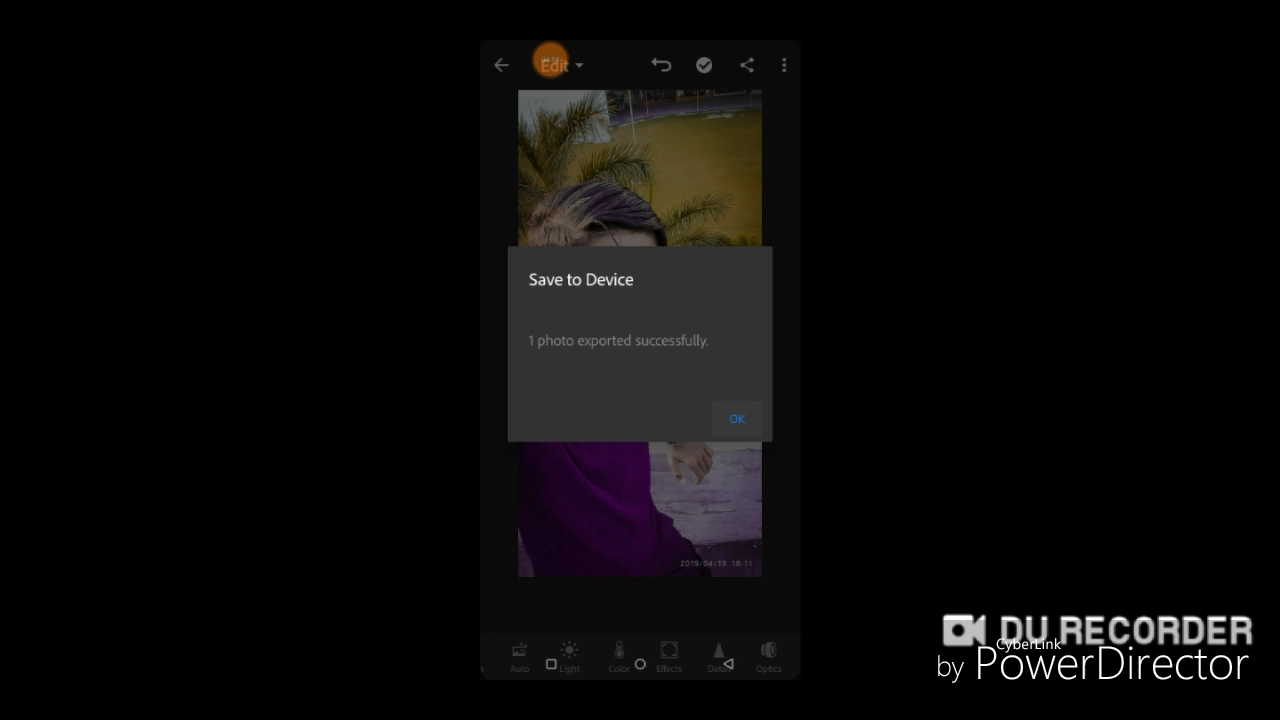 Edit
Save to Device
1 photo exported successfully.
OK
2019/04/13 18:11
Auto
Light
Color
Effects
Detail
Optics
DU RECORDER
CyberLink
by PowerDirector